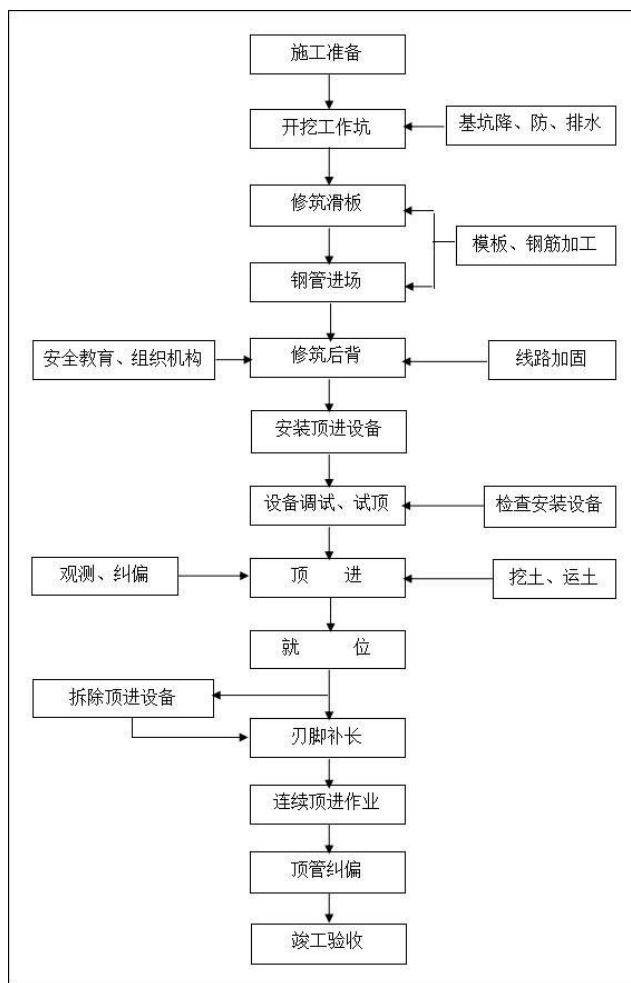 施工准备
开挖工作坑
基坑降、防、排水
修筑滑板
模板、钢筋加工
钢管进场
安全教育、组织机构
修筑后背
线路加固
安装顶进设备
设备调试、试顶
检查安装设备
观测、纠偏
顶 进
挖土、运土
就 位
拆除顶进设备
刃脚补长
连续顶进作业
顶管纠偏
竣工验收